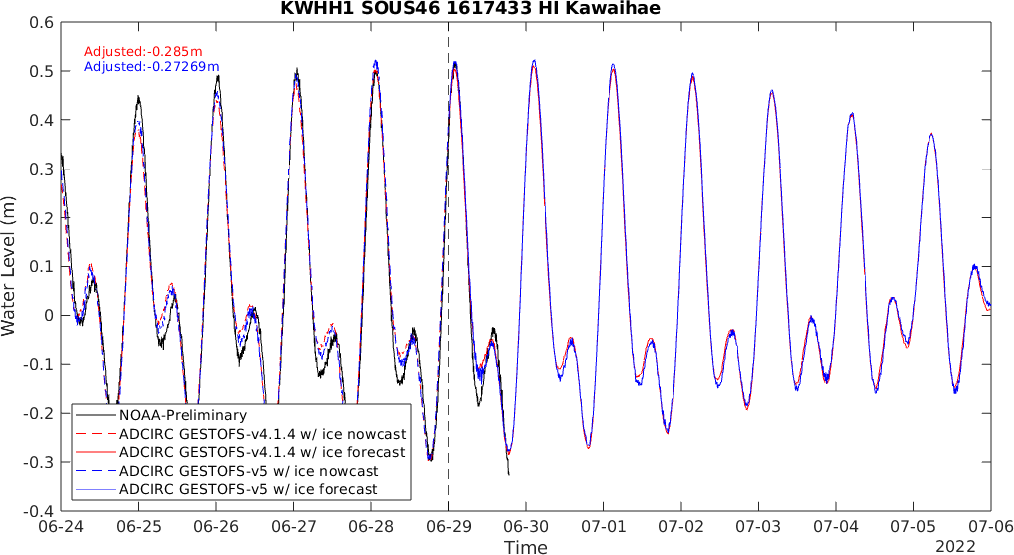 KWHH1 SOUS46 1617433 HI Kawaihae
Adjusted:-0.285m
Adjusted:-0.27269m
Water Level (m)
0.6
0.5
0.4
0.3
0.2
0.1
0
-0.1
-0.2
-0.3
-0.4
NOAA-Preliminary
ADCIRC GESTOFS-v4.1.4 w/ ice nowcast
ADCIRC GESTOFS-v4.1.4 w/ ice forecast
ADCIRC GESTOFS-v5 w/ ice nowcast
ADCIRC GESTOFS-v5 w/ ice forecast
06-24 06-25 06-26 06-27 06-28 06-29 06-30 07-01 07-02 07-03 07-04 07-05 07-06
Time
2022